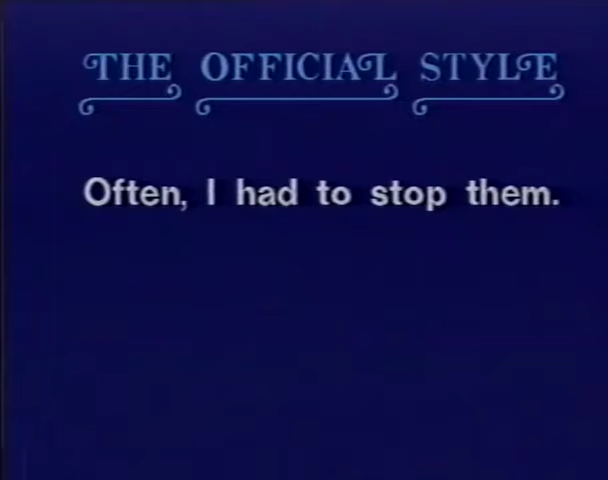 THE OFFICIAL STYLE
Often, I had to stop them.